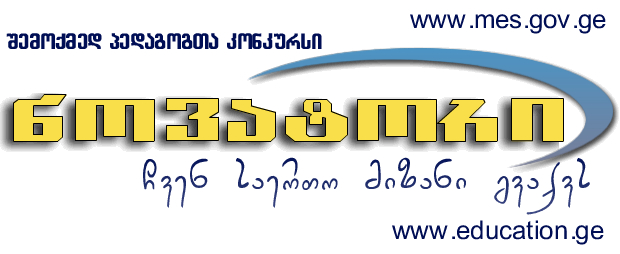 www.mes.gov.ge
შემოქმედ პედაგოგთა კონკურსი
ნოვატორი
ჩვენ საერთო მიზანი გვაქვს
www.education.ge